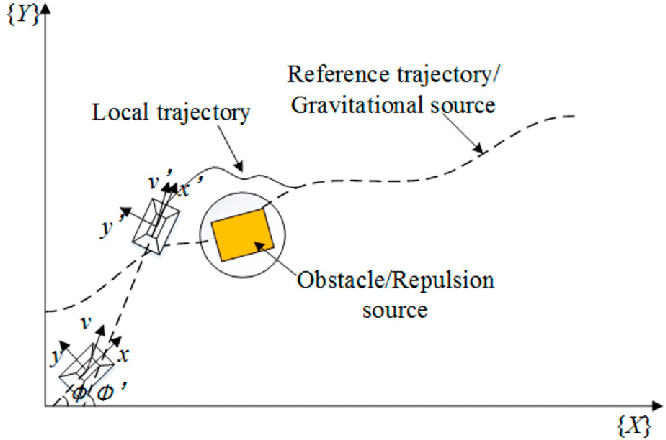 {Y}
Reference trajectory/
Gravitational source
Local trajectory
v'
x'
y'
Obstacle/Repulsion
source
v
y
x
Φ
Φ'
{X}